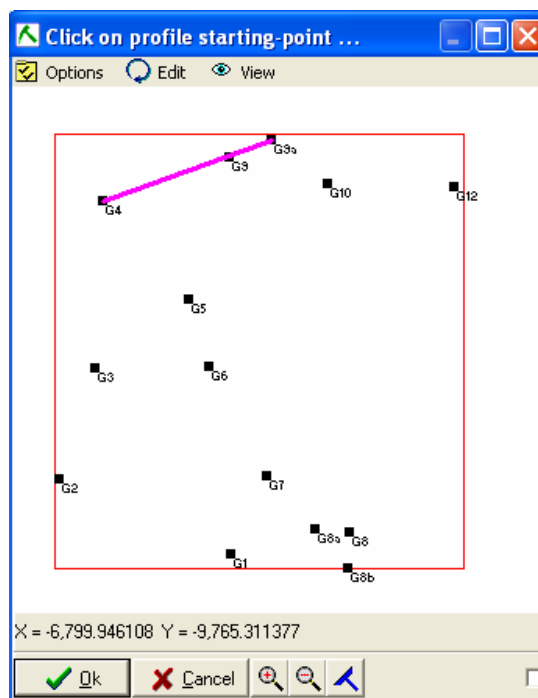 Click on profile starting-point ...
Options Edit View
G9a
G9
G10
G12
G4
G5
G3
G6
G2
G7
G8a
G8
G1
G8b
X = -6,799.946108 Y = -9,765.311377
Ok Cancel